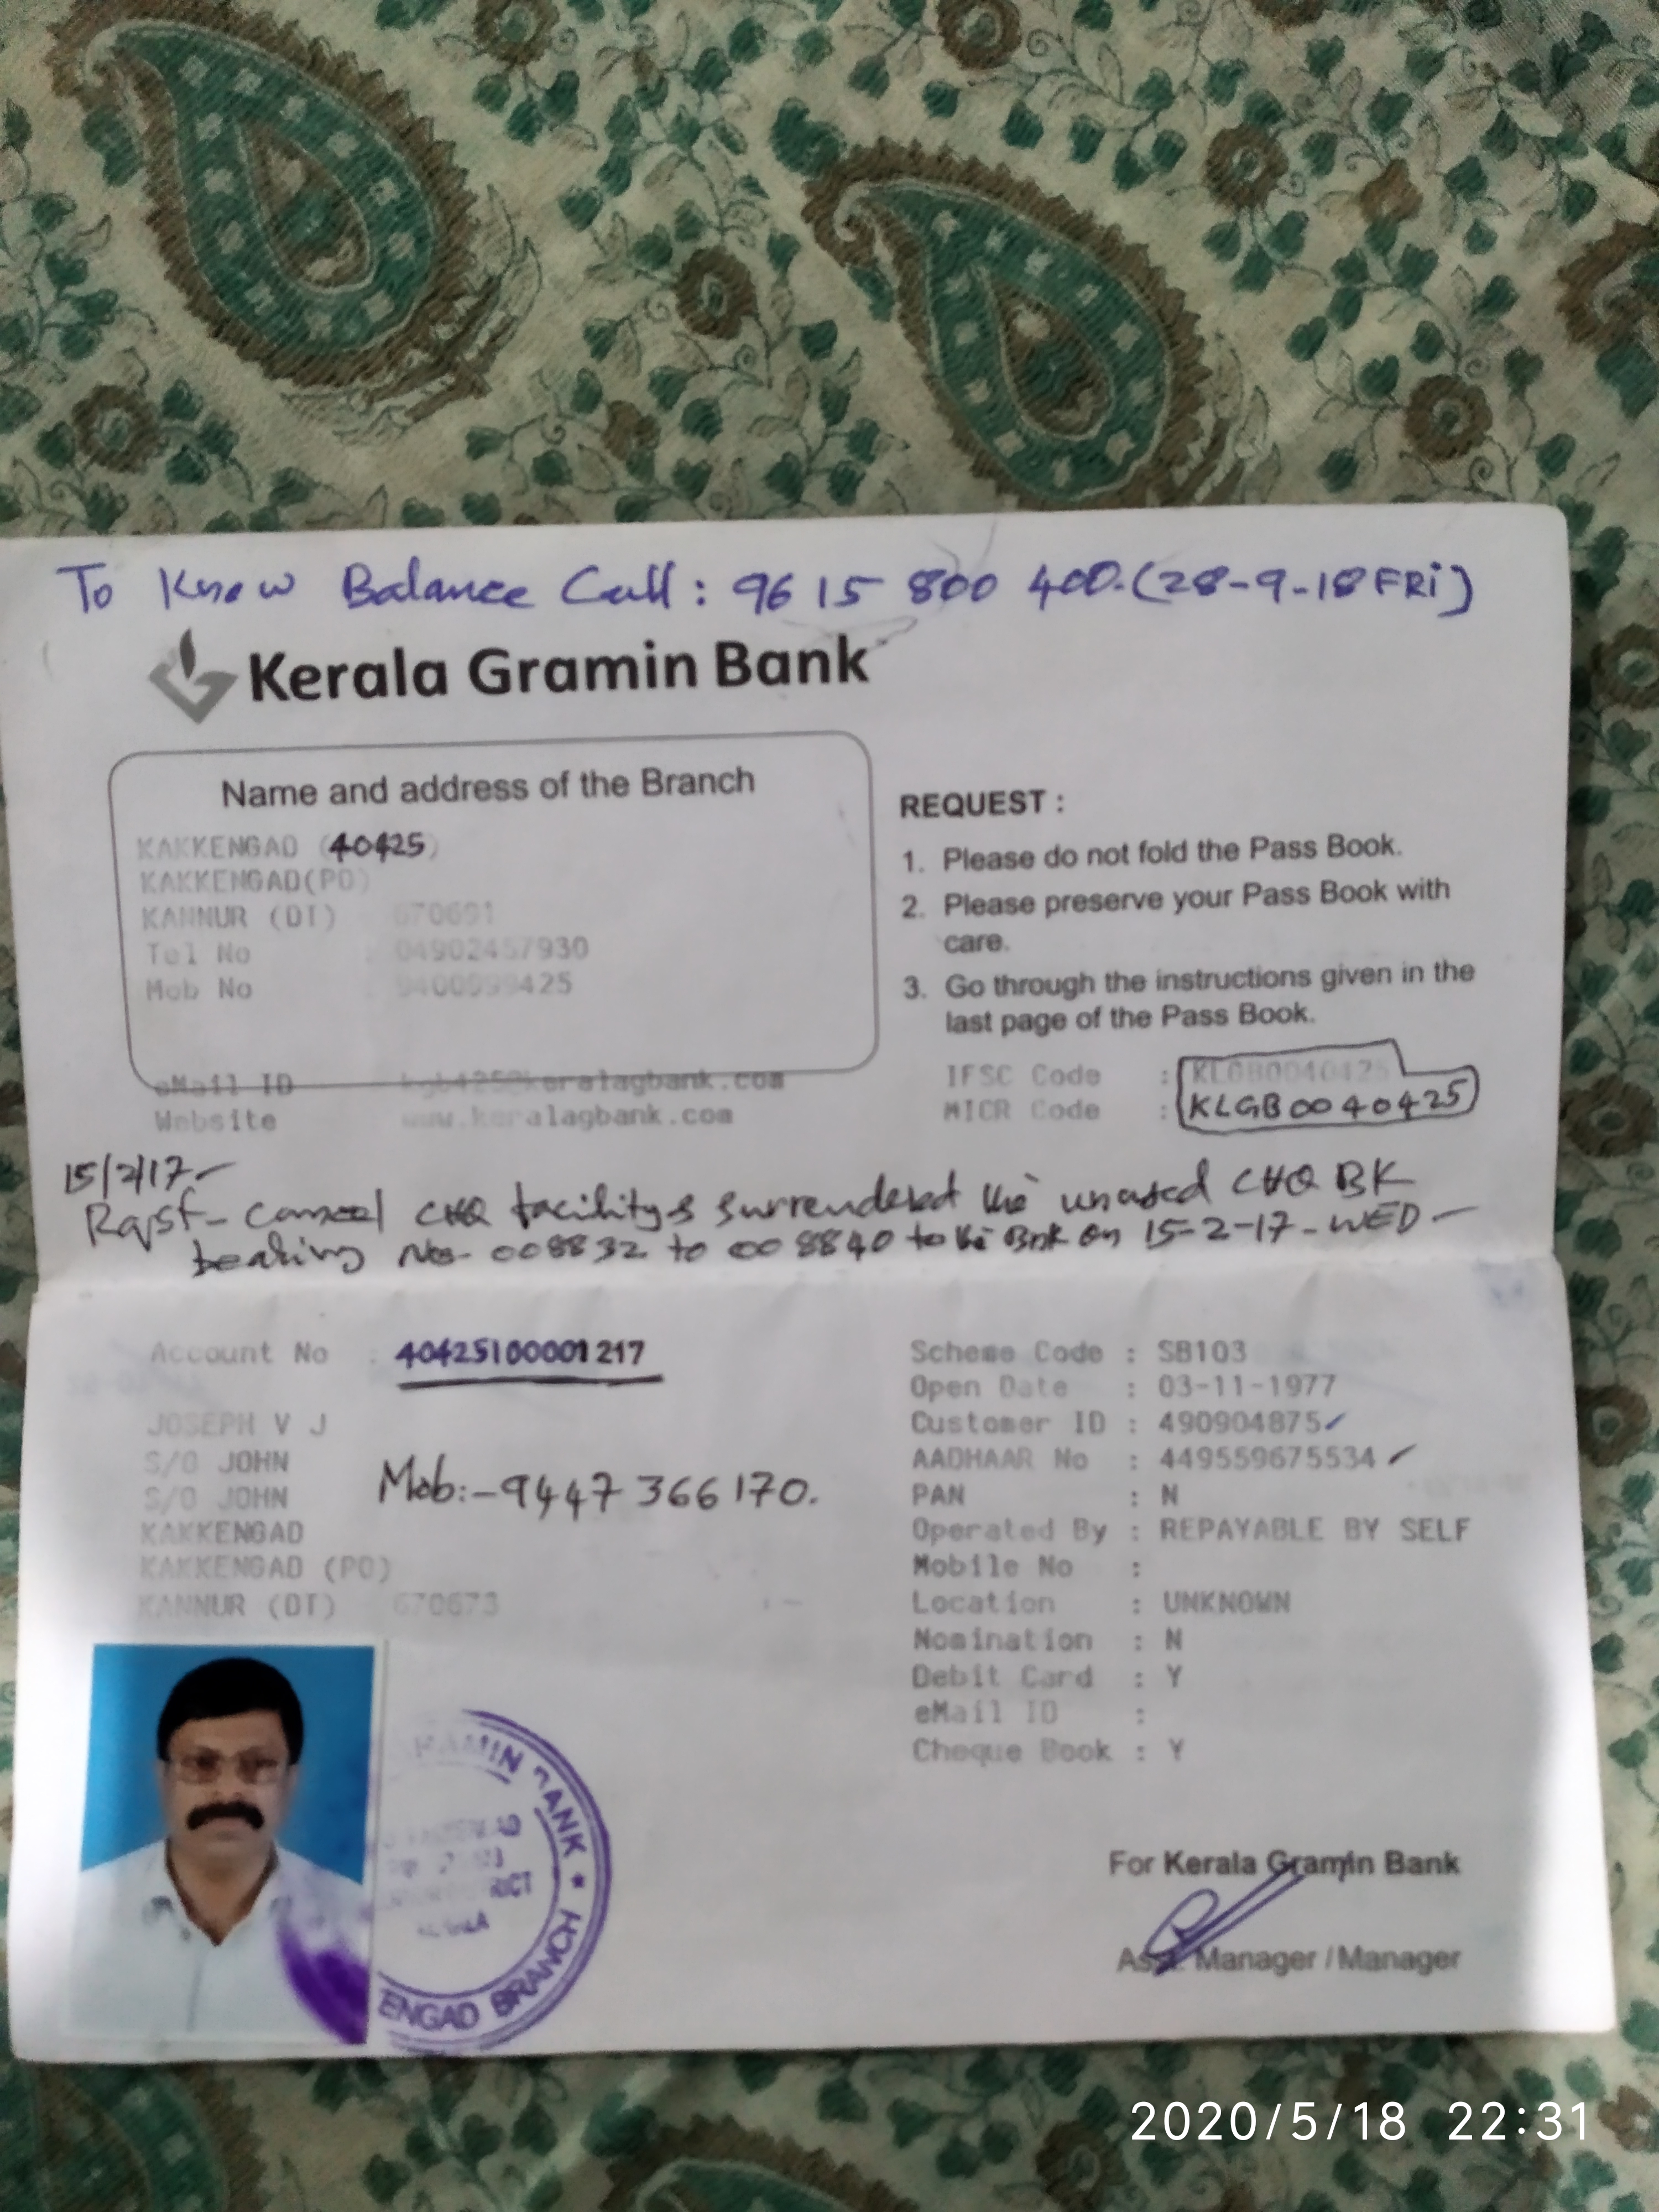 To Know Balance Call : 9615 800 400.(28-9-18 FRi)
Kerala Gramin Bank
Name and address of the Branch
KAKKENGAD (40425)
KAKKENGAD(PO)
KANNUR (DT) 670691
Tel No : 04902457930
Mob No : 9400999425
eMail ID kgb425@keralagbank.com
Website www.keralagbank.com
REQUEST :
1. Please do not fold the Pass Book.
2. Please preserve your Pass Book with
care.
3. Go through the instructions given in the
last page of the Pass Book.
IFSC Code : KLGB0040425
MICR Code : KLGB0040425
15/2/17.-
Rqst- Cancel CHQ facility & surrendered the unused CHQ BK
bearing Nos- 008832 to 008840 to the Bnk on 15-2-17- WED-
Account No : 40425100001217
JOSEPH V J
S/O JOHN
S/O JOHN
KAKKENGAD
KAKKENGAD (PO)
KANNUR (DT) 670673
Mob:-9447 366 170.
Scheme Code : SB103
Open Date : 03-11-1977
Customer ID : 490904875
AADHAAR No : 449559675534
PAN : N
Operated By : REPAYABLE BY SELF
Mobile No :
Location : UNKNOWN
Nomination : N
Debit Card : Y
eMail ID :
Cheque Book : Y
RAMIN BANK *
ENGAD BRANCH
For Kerala Gramin Bank
Asst. Manager / Manager
2020/5/18 22:31